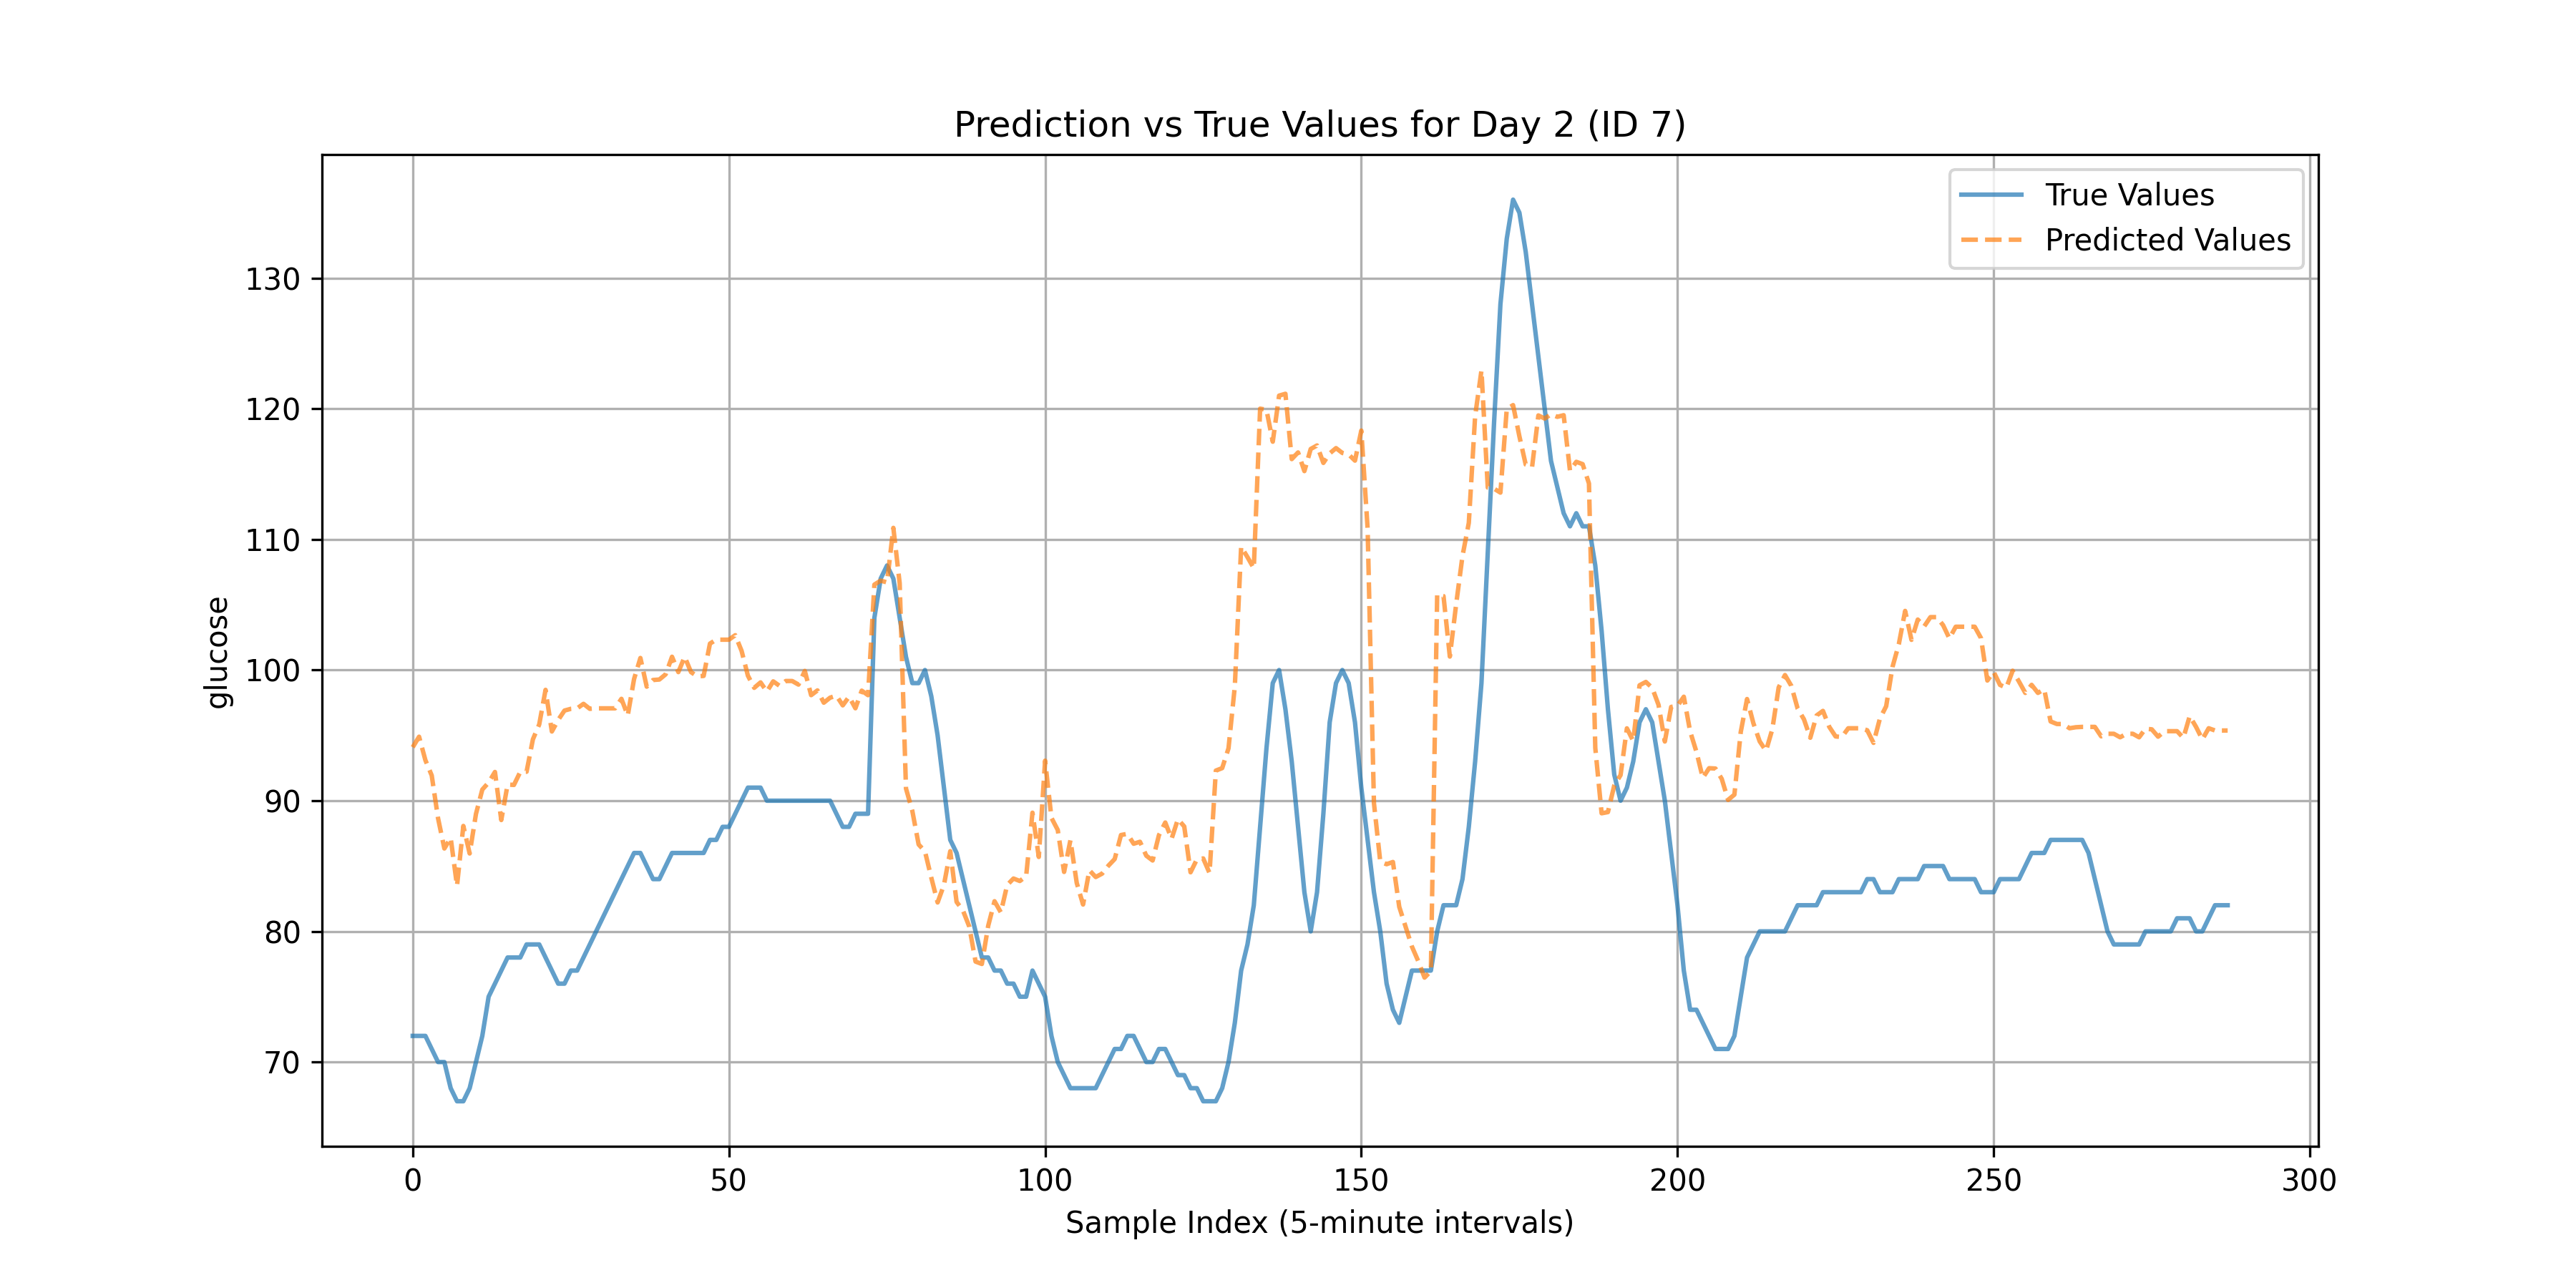 Prediction vs True Values for Day 2 (ID 7)
True Values
Predicted Values
130
120
110
100
90
80
70
glucose
0 50 100 150 200 250 300
Sample Index (5-minute intervals)